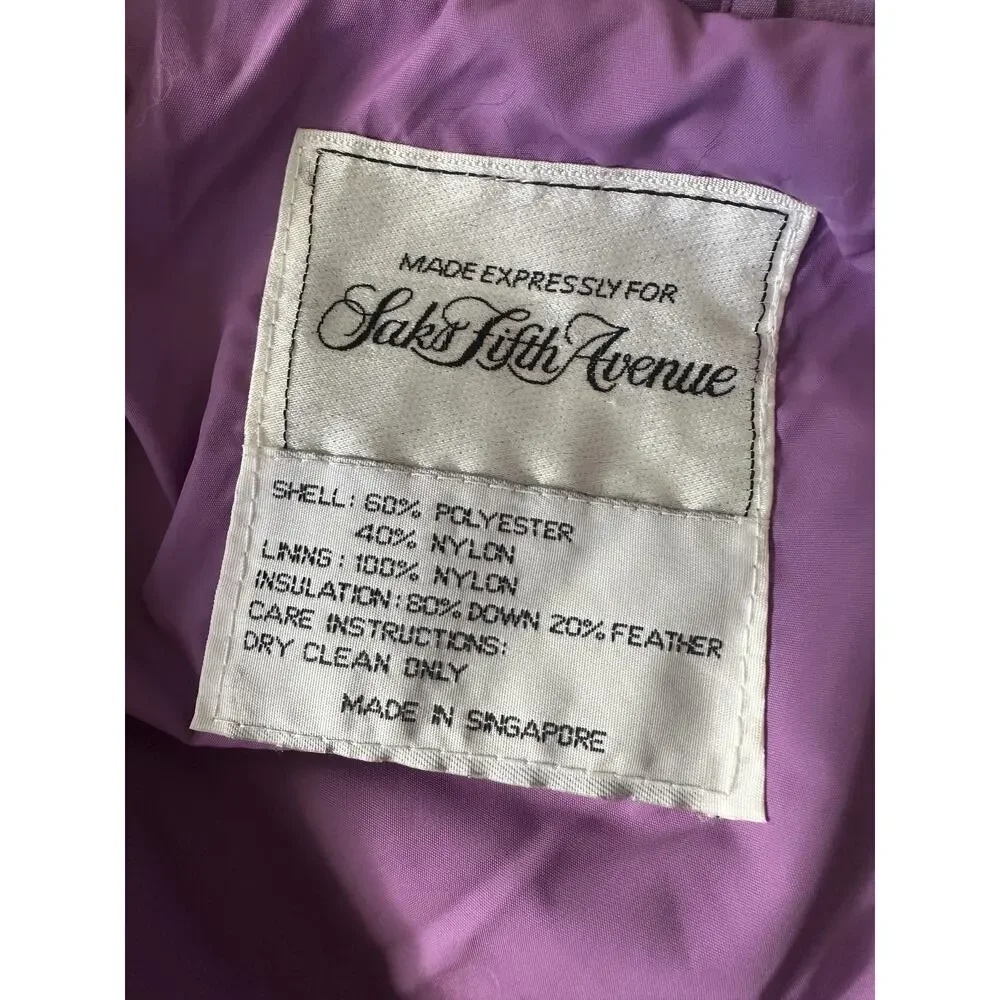 MADE EXPRESSLY FOR
Saks Fifth Avenue
SHELL: 60% POLYESTER
40% NYLON
LINING: 100% NYLON
INSULATION: 80% DOWN 20% FEATHER
CARE INSTRUCTIONS:
DRY CLEAN ONLY
MADE IN SINGAPORE